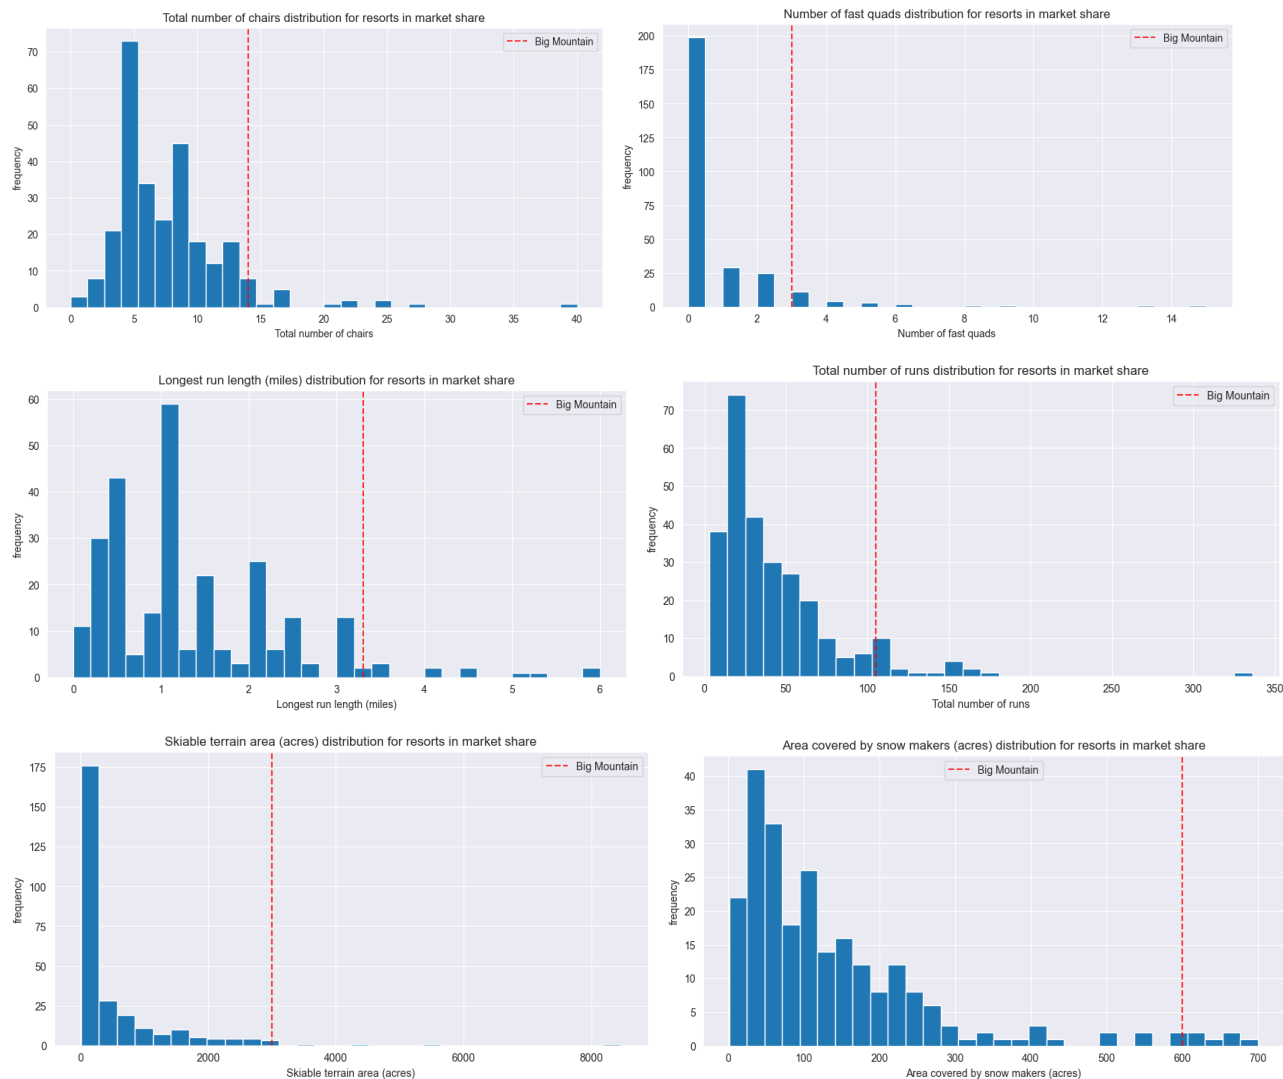 Total number of chairs distribution for resorts in market share
Big Mountain
frequency
70
60
50
40
30
20
10
0
0 5 10 15 20 25 30 35 40
Total number of chairs
Number of fast quads distribution for resorts in market share
Big Mountain
frequency
200
175
150
125
100
75
50
25
0
0 2 4 6 8 10 12 14
Number of fast quads
Longest run length (miles) distribution for resorts in market share
Big Mountain
frequency
60
50
40
30
20
10
0
0 1 2 3 4 5 6
Longest run length (miles)
Total number of runs distribution for resorts in market share
Big Mountain
frequency
70
60
50
40
30
20
10
0
0 50 100 150 200 250 300 350
Total number of runs
Skiable terrain area (acres) distribution for resorts in market share
Big Mountain
frequency
175
150
125
100
75
50
25
0
0 2000 4000 6000 8000
Skiable terrain area (acres)
Area covered by snow makers (acres) distribution for resorts in market share
Big Mountain
frequency
40
35
30
25
20
15
10
5
0
0 100 200 300 400 500 600 700
Area covered by snow makers (acres)